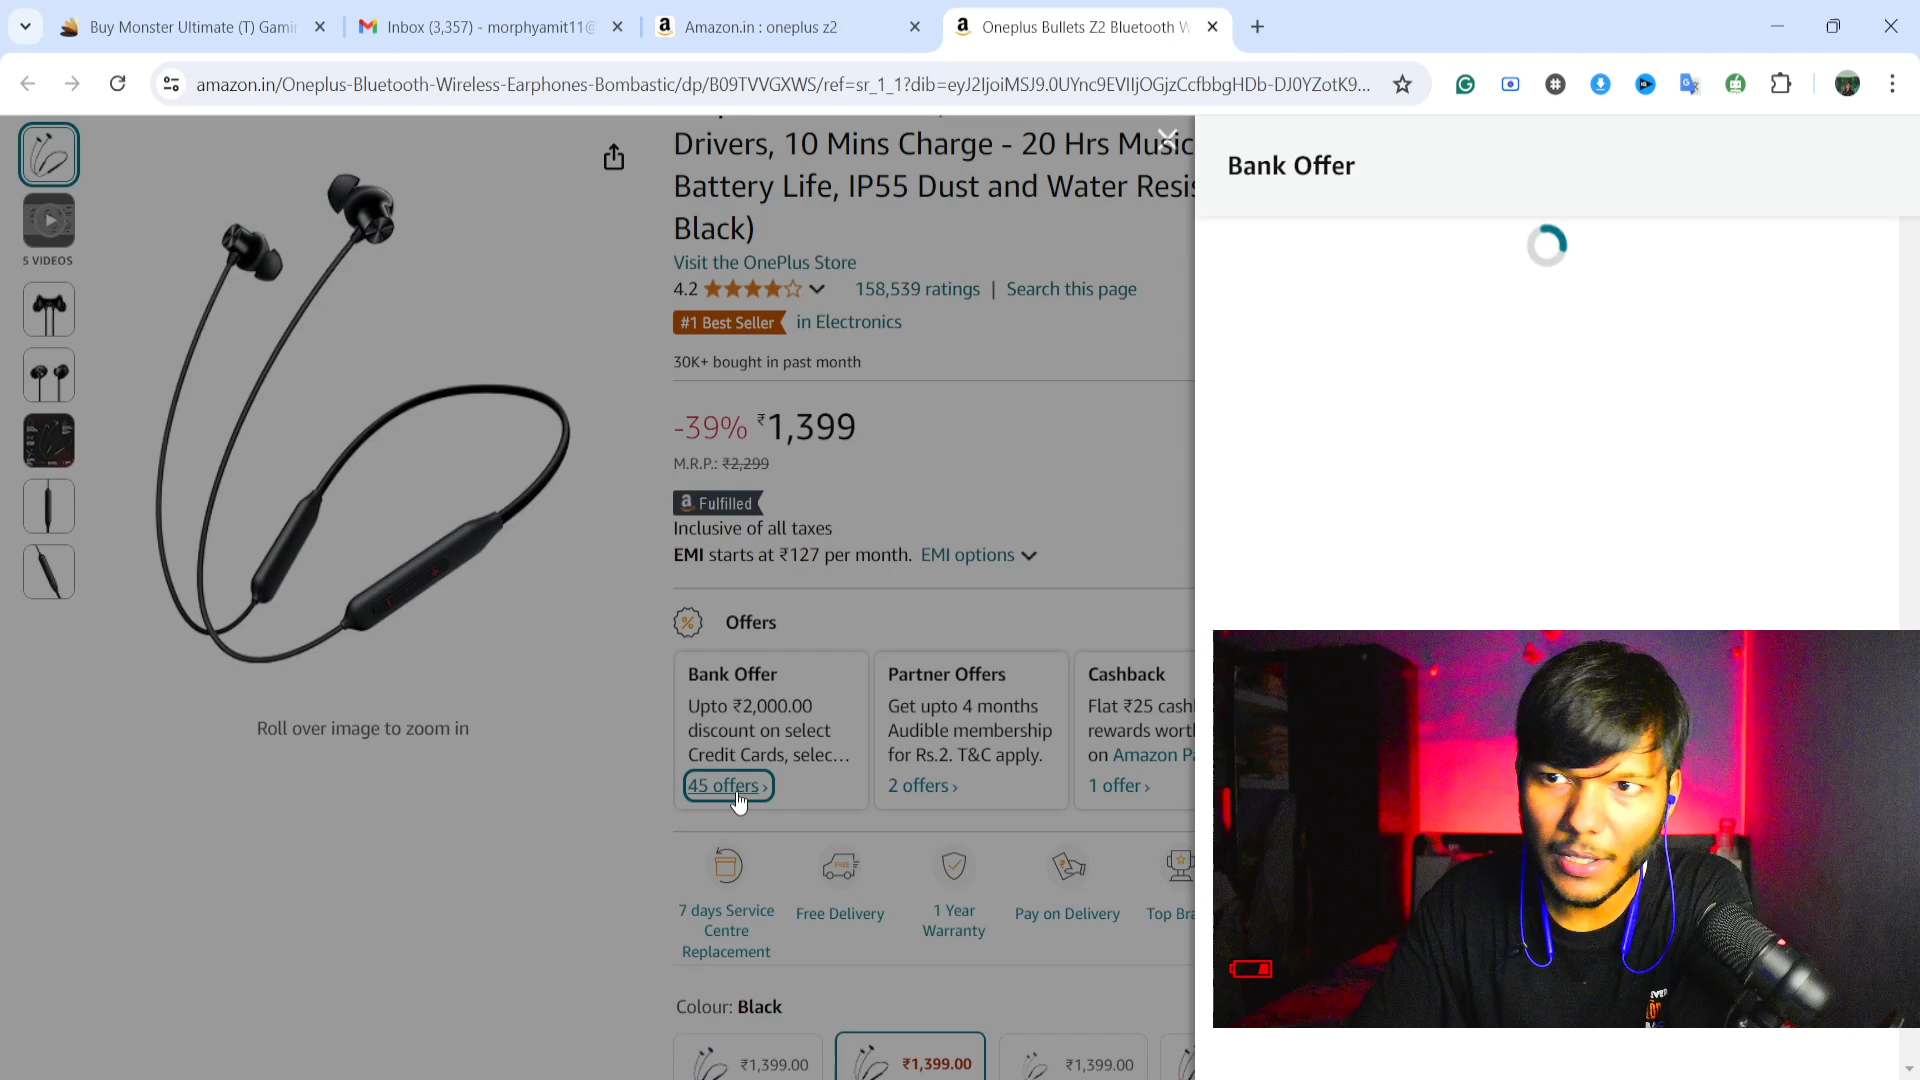 Buy Monster Ultimate (T) Gami
Inbox (3,357) - morphyamit11@
Amazon.in : oneplus z2
Oneplus Bullets Z2 Bluetooth W
amazon.in/Oneplus-Bluetooth-Wireless-Earphones-Bombastic/dp/B09TVVGXWS/ref=sr_1_1?dib=eyJ2IjoiMSJ9.0UYnc9EVIIjOGjzCcfbbgHDb-DJ0YZotK9...
5 VIDEOS
Roll over image to zoom in
Drivers, 10 Mins Charge - 20 Hrs Music
Battery Life, IP55 Dust and Water Resis
Black)
Visit the OnePlus Store
4.2 158,539 ratings | Search this page
#1 Best Seller in Electronics
30K+ bought in past month
-39% ₹1,399
M.R.P.: ₹2,299
a Fulfilled
Inclusive of all taxes
EMI starts at ₹127 per month. EMI options
% Offers
Bank Offer
Upto ₹2,000.00
discount on select
Credit Cards, selec...
45 offers ›
Partner Offers
Get upto 4 months
Audible membership
for Rs.2. T&C apply.
2 offers ›
Cashback
Flat ₹25 cash
rewards wort
on Amazon Pa
1 offer ›
7 days Service
Centre
Replacement
FREE
Free Delivery
1 Year
Warranty
Pay on Delivery
Top Bra
Colour: Black
₹1,399.00
₹1,399.00
₹1,399.00
Bank Offer